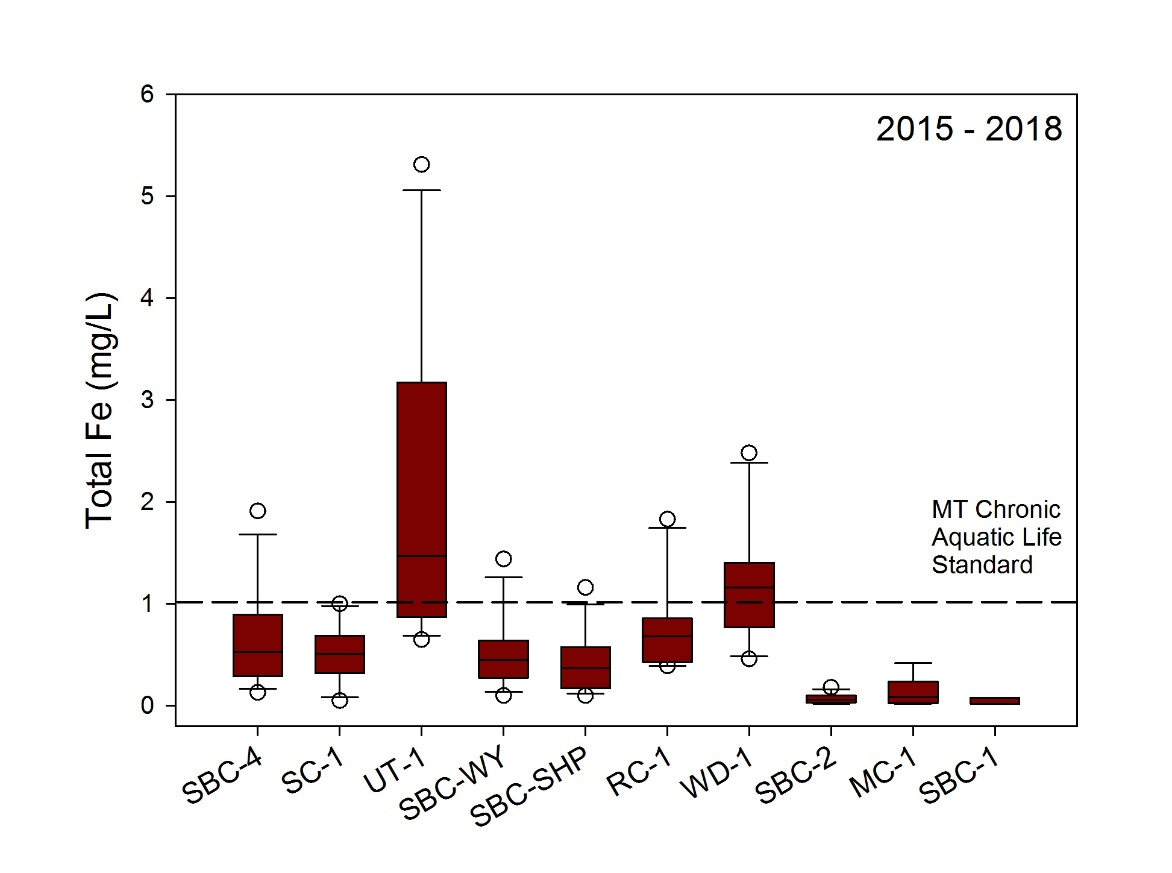 2015 - 2018
Total Fe (mg/L)
6
5
4
3
2
1
0
MT Chronic
Aquatic Life
Standard
SBC-4
SC-1
UT-1
SBC-WY
SBC-SHP
RC-1
WD-1
SBC-2
MC-1
SBC-1